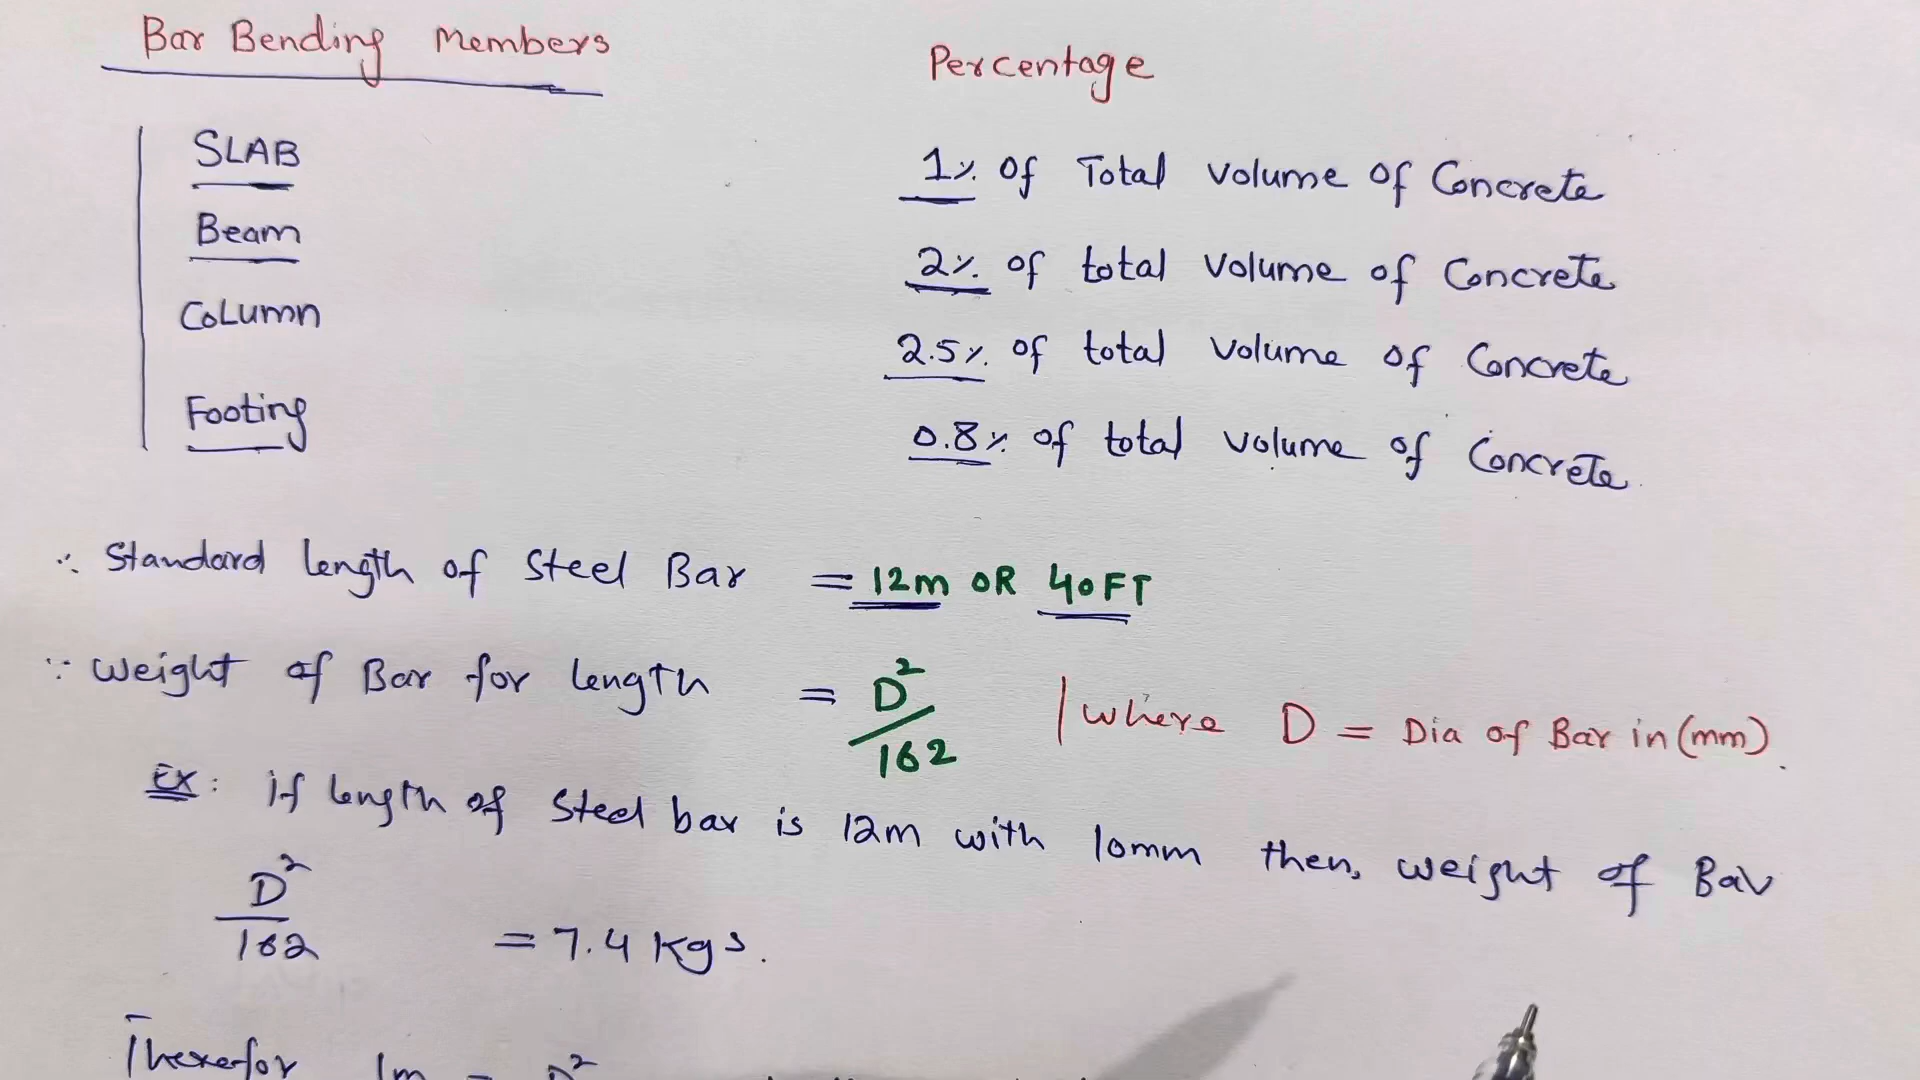 Bar Bending Members
Percentage
SLAB
1% of Total volume of Concrete
Beam
2% of total volume of Concrete
Column
2.5% of total volume of Concrete
Footing
0.8% of total volume of Concrete
∴ Standard length of Steel Bar = 12m OR 40FT
∵ Weight of Bar for length = D²/162 | where D = Dia of Bar in (mm).
Ex: if length of Steel bar is 12m with 10mm then, weight of Bar
D²/162 = 7.4 kgs.
Therefor 1m = D²